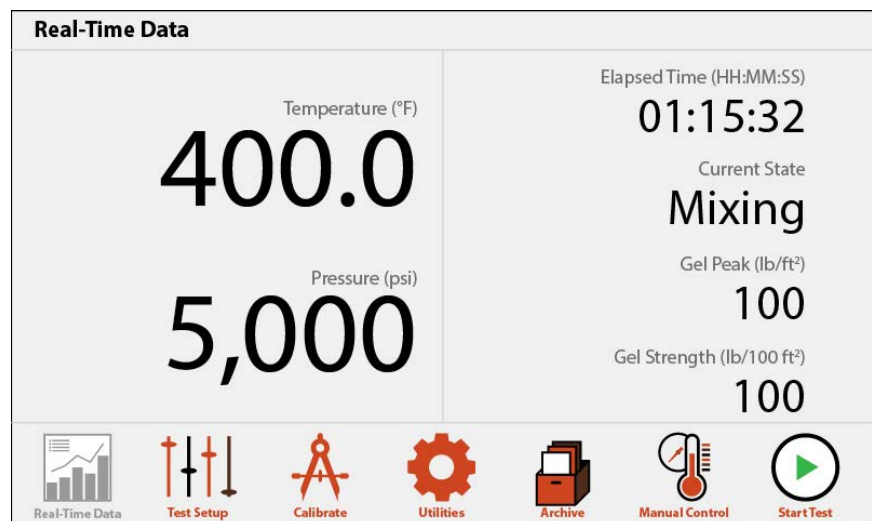 Real-Time Data
Temperature (°F)
400.0
Pressure (psi)
5,000
Elapsed Time (HH:MM:SS)
01:15:32
Current State
Mixing
Gel Peak (lb/ft²)
100
Gel Strength (lb/100 ft²)
100
Real-Time Data
Test Setup
Calibrate
Utilities
Archive
Manual Control
Start Test